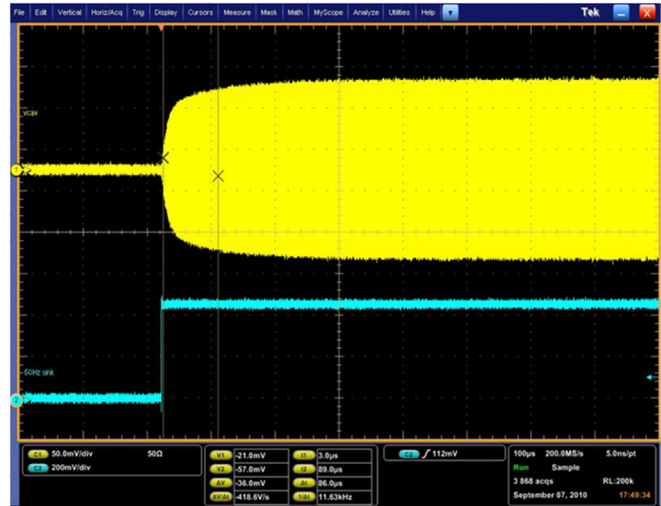 File Edit Vertical Horiz/Acq Trig Display Cursors Measure Mask Math MyScope Analyze Utilities Help Tek X
vcav
1
50Hz sink
2
C1 50.0mV/div 50Ω
C2 200mV/div
V1 -21.0mV t1 3.0µs
V2 -57.0mV t2 89.0µs
ΔV -36.0mV Δt 86.0µs
ΔV/Δt -418.6V/s 1/Δt 11.63kHz
C2 112mV
100µs 200.0MS/s 5.0ns/pt
Run Sample
3 868 acqs RL:200k
September 07, 2010 17:49:34